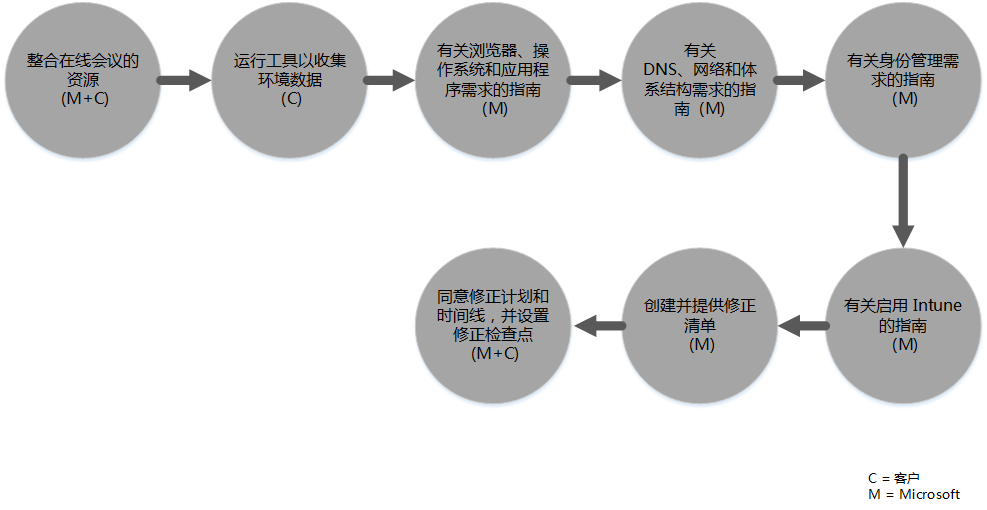 整合在线会议的
资源
(M+C)
运行工具以收集
环境数据
(C)
有关浏览器、操
作系统和应用程
序需求的指南
(M)
有关
DNS、网络和体
系结构需求的指
南 (M)
有关身份管理需
求的指南
(M)
有关启用 Intune
的指南
(M)
创建并提供修正
清单
(M)
同意修正计划和
时间线，并设置
修正检查点
(M+C)
C = 客户
M = Microsoft